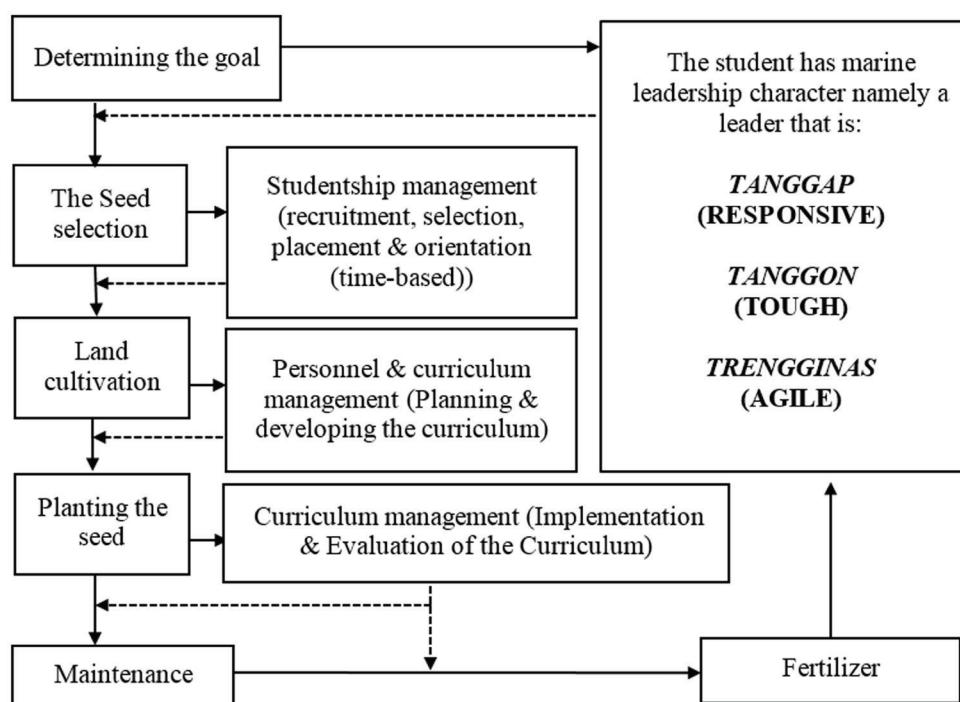 Determining the goal
The student has marine
leadership character namely a
leader that is:
TANGGAP
(RESPONSIVE)
TANGGON
(TOUGH)
TRENGGINAS
(AGILE)
The Seed
selection
Studentship management
(recruitment, selection,
placement & orientation
(time-based))
Land
cultivation
Personnel & curriculum
management (Planning &
developing the curriculum)
Planting the
seed
Curriculum management (Implementation
& Evaluation of the Curriculum)
Maintenance
Fertilizer